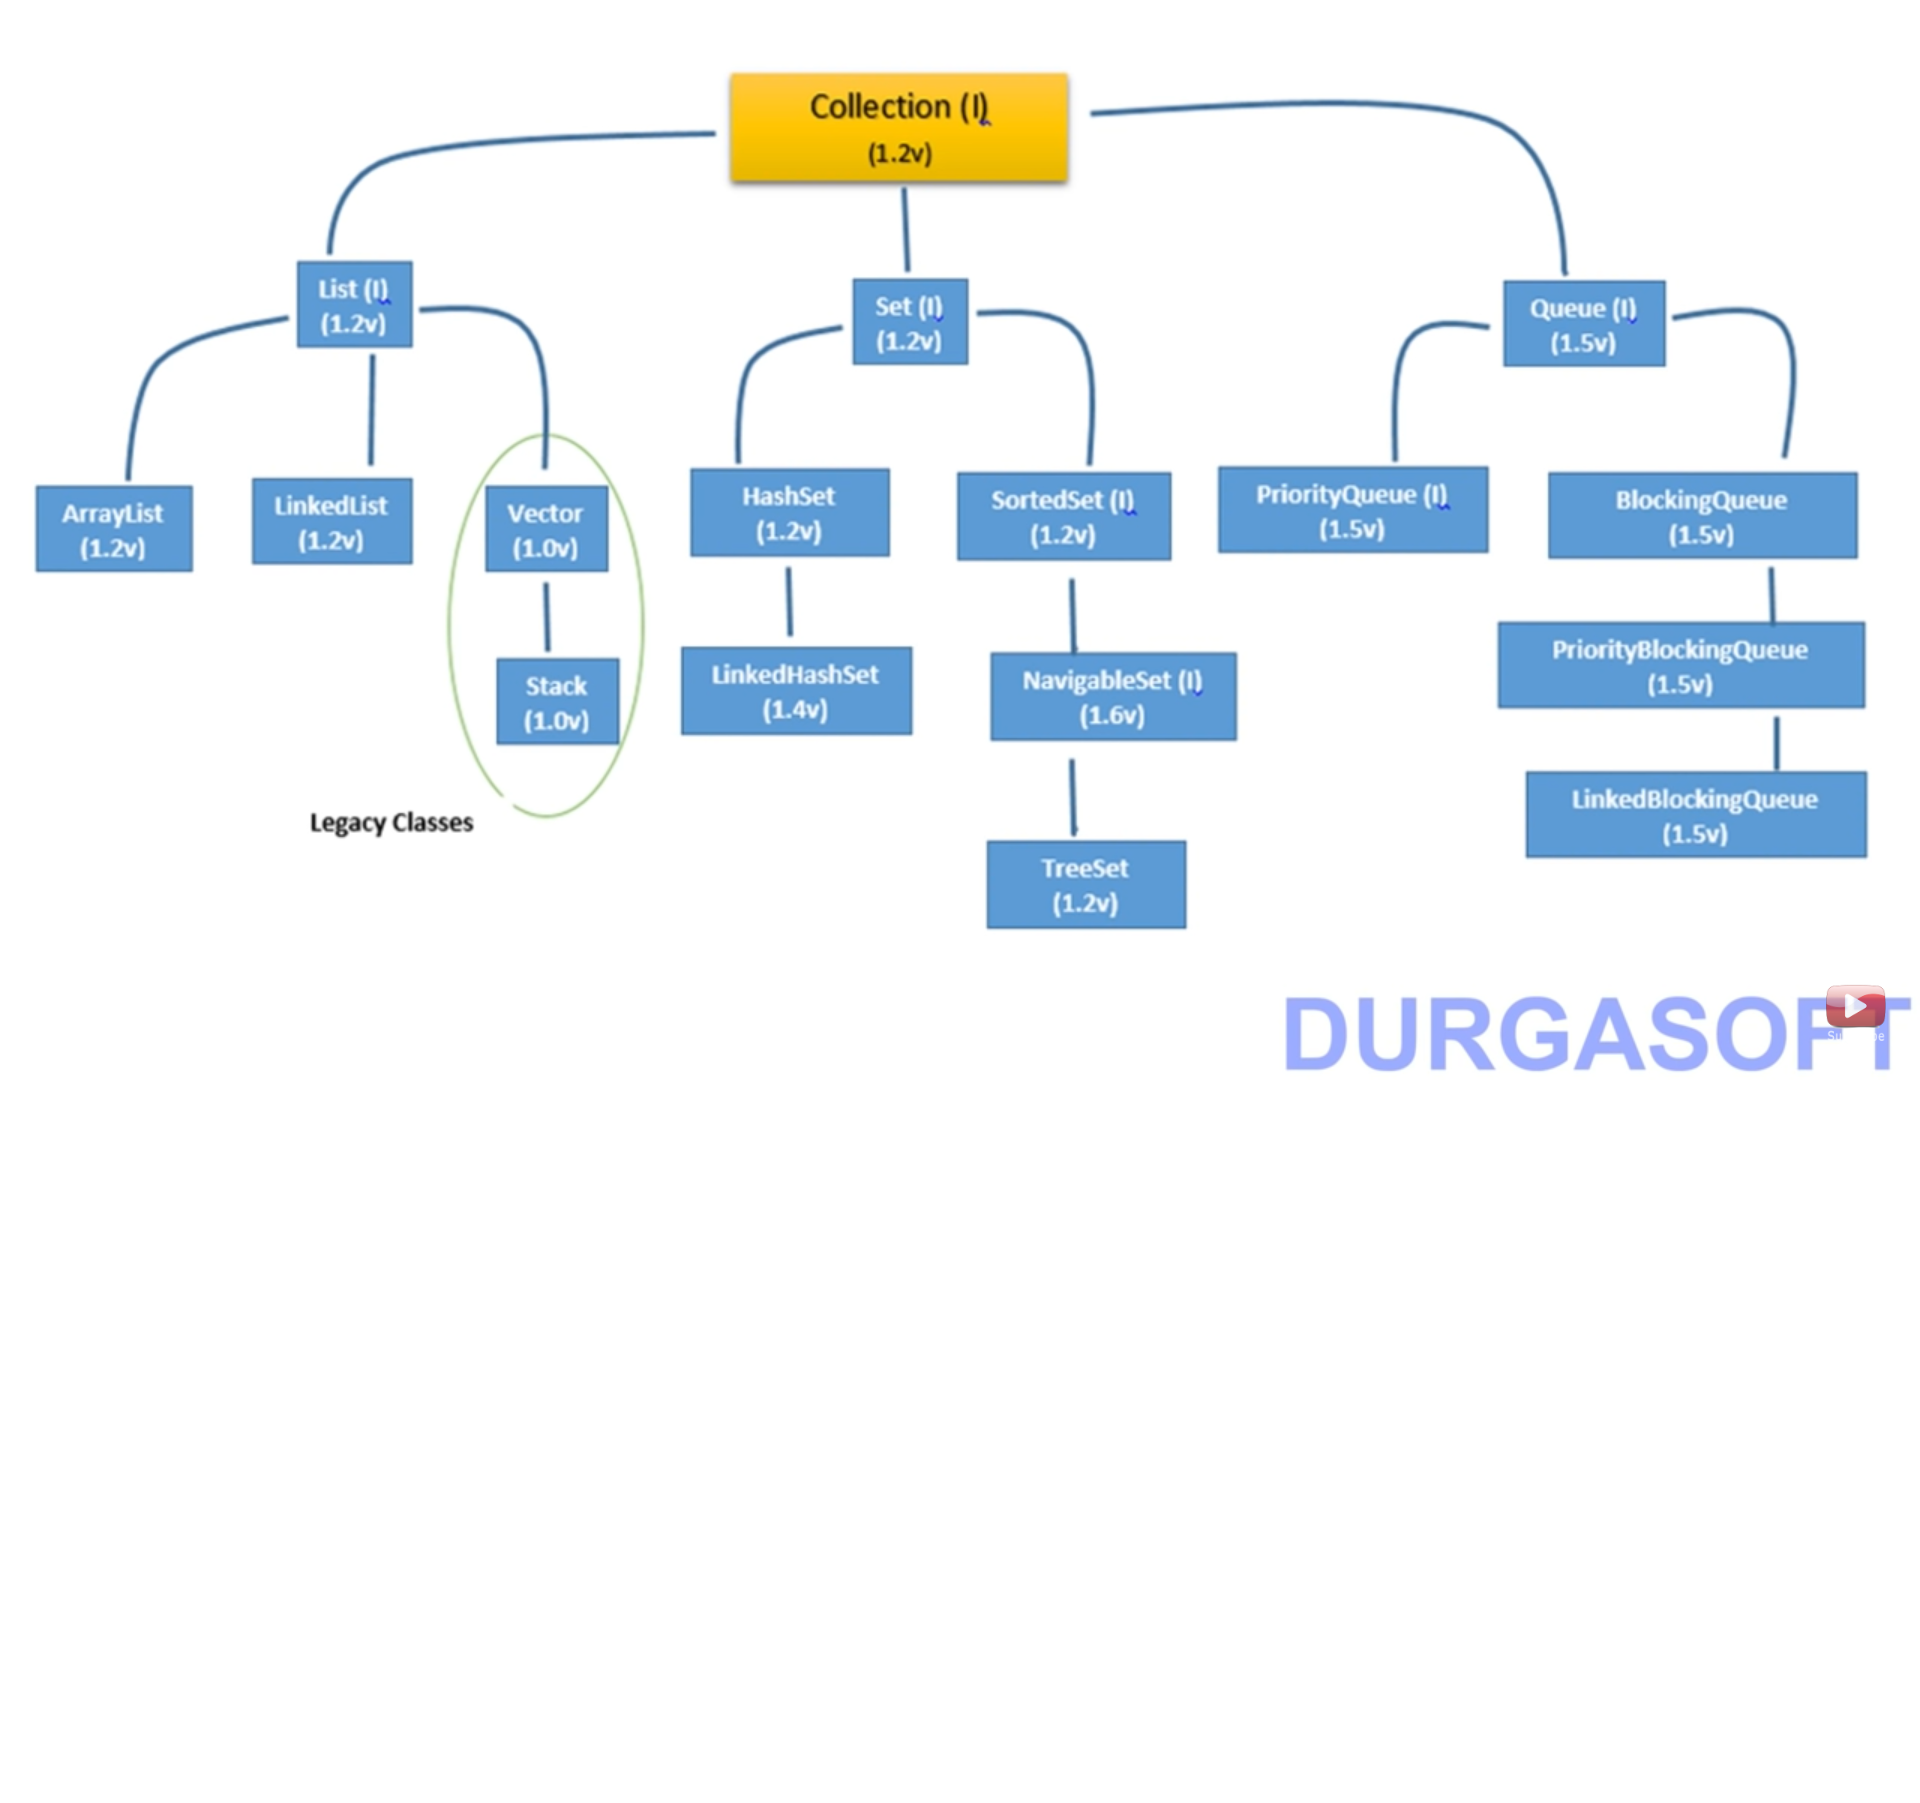 Collection (I)
(1.2v)
List (I)
(1.2v)
Set (I)
(1.2v)
Queue (I)
(1.5v)
ArrayList
(1.2v)
LinkedList
(1.2v)
Vector
(1.0v)
HashSet
(1.2v)
SortedSet (I)
(1.2v)
PriorityQueue (I)
(1.5v)
BlockingQueue
(1.5v)
Stack
(1.0v)
LinkedHashSet
(1.4v)
NavigableSet (I)
(1.6v)
PriorityBlockingQueue
(1.5v)
Legacy Classes
LinkedBlockingQueue
(1.5v)
TreeSet
(1.2v)
DURGASOFT